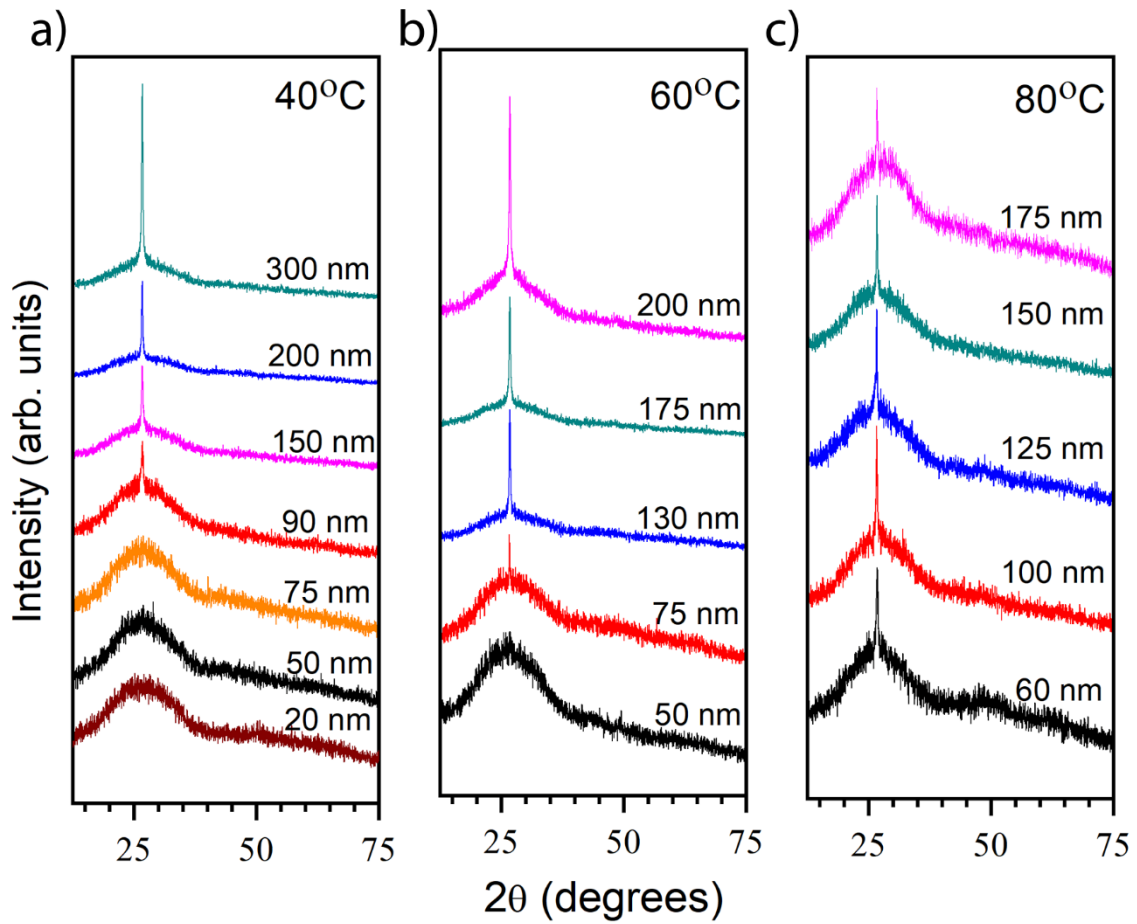 a)
40°C
300 nm
200 nm
150 nm
90 nm
75 nm
50 nm
20 nm
25 50 75
b)
60°C
200 nm
175 nm
130 nm
75 nm
50 nm
25 50 75
c)
80°C
175 nm
150 nm
125 nm
100 nm
60 nm
25 50 75
Intensity (arb. units)
2θ (degrees)